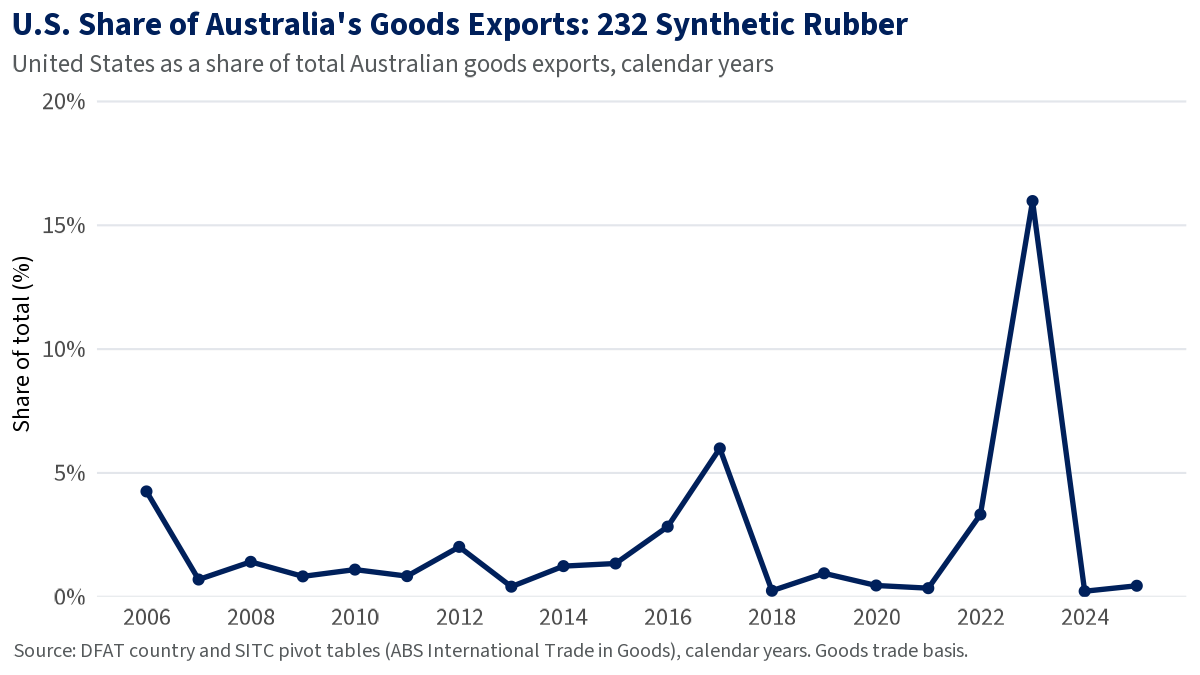 U.S. Share of Australia's Goods Exports: 232 Synthetic Rubber
United States as a share of total Australian goods exports, calendar years
20%
15%
10%
5%
0%
Share of total (%)
2006 2008 2010 2012 2014 2016 2018 2020 2022 2024
Source: DFAT country and SITC pivot tables (ABS International Trade in Goods), calendar years. Goods trade basis.